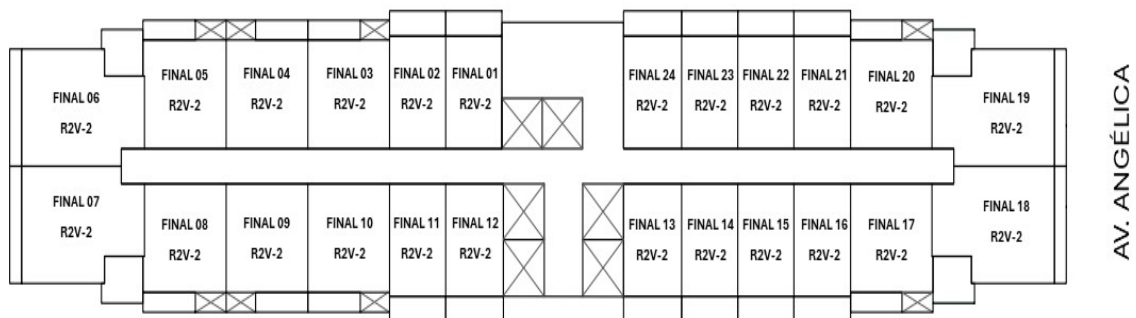 FINAL 05
R2V-2
FINAL 04
R2V-2
FINAL 03
R2V-2
FINAL 02
R2V-2
FINAL 01
R2V-2
FINAL 24
R2V-2
FINAL 23
R2V-2
FINAL 22
R2V-2
FINAL 21
R2V-2
FINAL 20
R2V-2
FINAL 06
R2V-2
FINAL 19
R2V-2
FINAL 07
R2V-2
FINAL 08
R2V-2
FINAL 09
R2V-2
FINAL 10
R2V-2
FINAL 11
R2V-2
FINAL 12
R2V-2
FINAL 13
R2V-2
FINAL 14
R2V-2
FINAL 15
R2V-2
FINAL 16
R2V-2
FINAL 17
R2V-2
FINAL 18
R2V-2
AV. ANGÉLICA